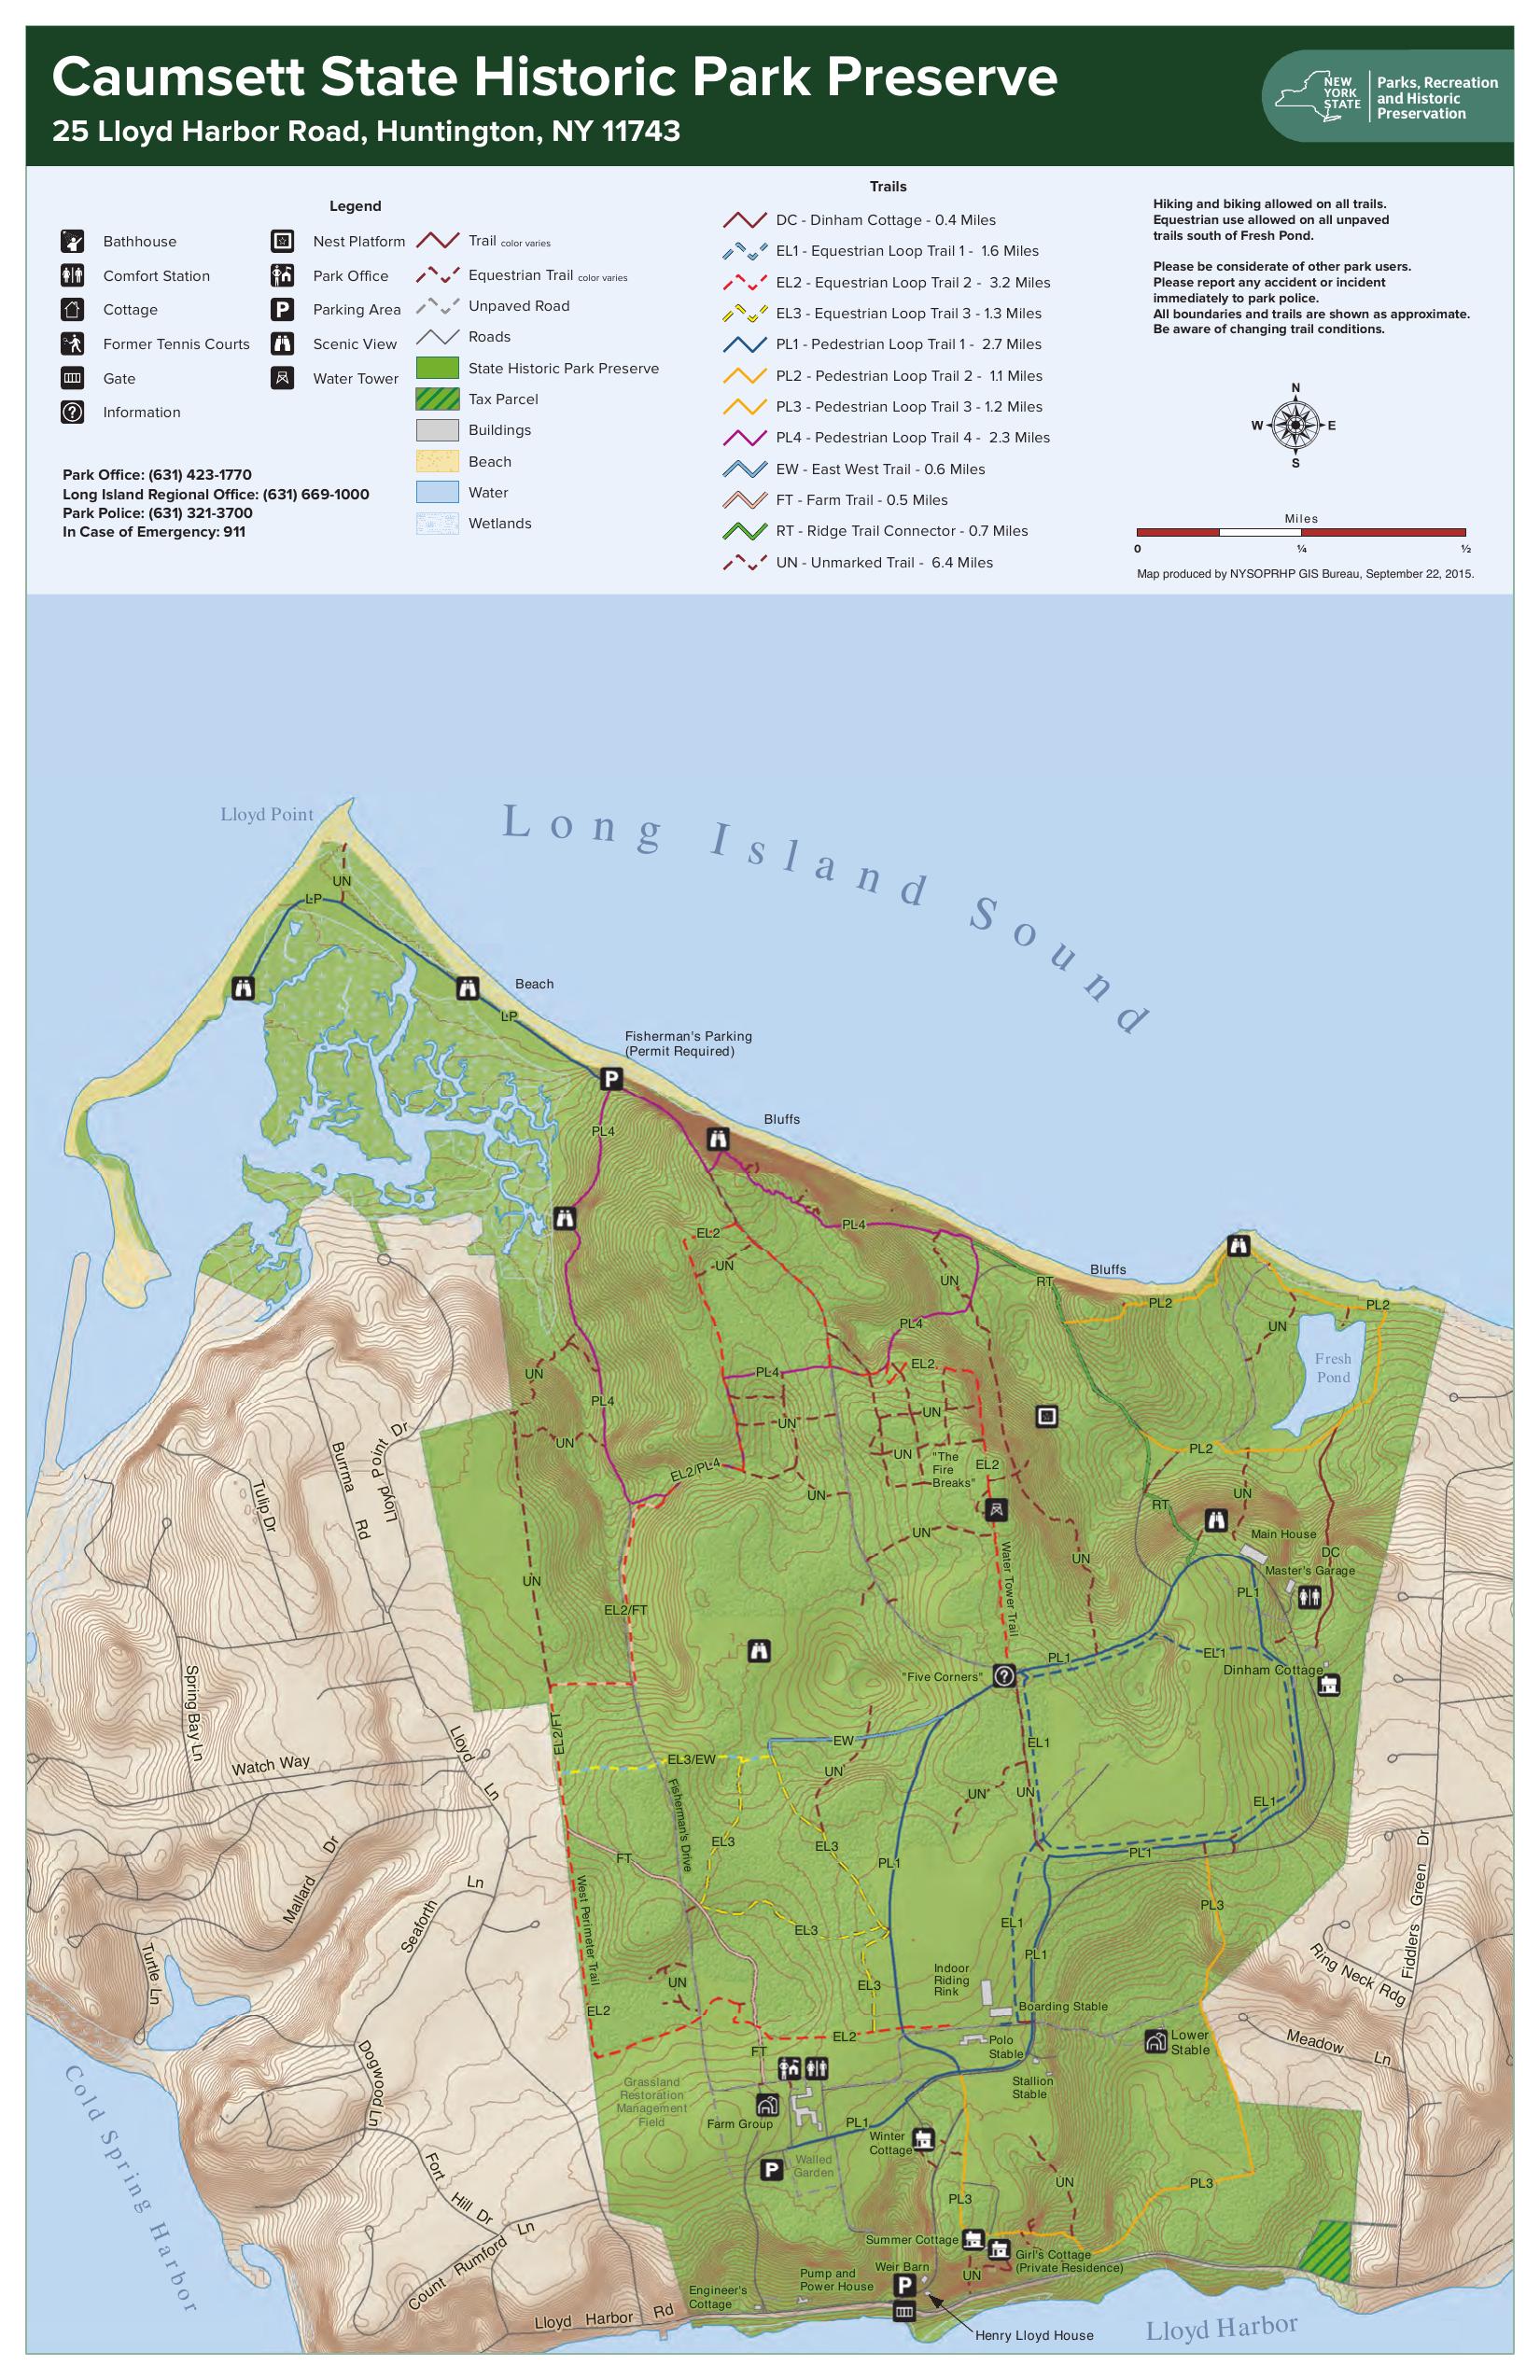 Caumsett State Historic Park Preserve
25 Lloyd Harbor Road, Huntington, NY 11743
NEW
YORK
STATE
Parks, Recreation
and Historic
Preservation
Legend
Bathhouse
Comfort Station
Cottage
Former Tennis Courts
Gate
Information
Nest Platform
Park Office
Parking Area
Scenic View
Water Tower
Trail color varies
Equestrian Trail color varies
Unpaved Road
Roads
State Historic Park Preserve
Tax Parcel
Buildings
Beach
Water
Wetlands
Park Office: (631) 423-1770
Long Island Regional Office: (631) 669-1000
Park Police: (631) 321-3700
In Case of Emergency: 911
Trails
DC - Dinham Cottage - 0.4 Miles
EL1 - Equestrian Loop Trail 1 - 1.6 Miles
EL2 - Equestrian Loop Trail 2 - 3.2 Miles
EL3 - Equestrian Loop Trail 3 - 1.3 Miles
PL1 - Pedestrian Loop Trail 1 - 2.7 Miles
PL2 - Pedestrian Loop Trail 2 - 1.1 Miles
PL3 - Pedestrian Loop Trail 3 - 1.2 Miles
PL4 - Pedestrian Loop Trail 4 - 2.3 Miles
EW - East West Trail - 0.6 Miles
FT - Farm Trail - 0.5 Miles
RT - Ridge Trail Connector - 0.7 Miles
UN - Unmarked Trail - 6.4 Miles
Hiking and biking allowed on all trails.
Equestrian use allowed on all unpaved
trails south of Fresh Pond.
Please be considerate of other park users.
Please report any accident or incident
immediately to park police.
All boundaries and trails are shown as approximate.
Be aware of changing trail conditions.
N
W E
S
Miles
0 ¼ ½
Map produced by NYSOPRHP GIS Bureau, September 22, 2015.
Lloyd Point
Long Island Sound
UN
LP
Beach
LP
Fisherman's Parking
(Permit Required)
P
Bluffs
PL4
PL4
EL2
UN
UN
Bluffs
RT
PL2
PL2
UN
PL4
Fresh
Pond
EL2
PL4
UN
PL4
UN
UN
UN
PL2
UN
"The
Fire
Breaks"
EL2
EL2/PL4
UN
UN
RT
Lloyd Point Dr
Burrma Rd
Tulip Dr
UN
Main House
DC
UN
Master's Garage
UN
Water Tower Trail
PL1
EL2/FT
PL1
EL1
"Five Corners"
Dinham Cottage
Spring Bay Ln
EL2/FT
Lloyd Ln
EW
EL1
EL3/EW
Watch Way
UN
UN
UN
EL1
Fisherman's Drive
EL3
EL3
PL1
PL1
FT
Mallard Dr
Seaforth Ln
Fiddlers Green Dr
West Perimeter Trail
PL3
EL3
EL1
PL1
Ring Neck Rdg
Turtle Ln
UN
EL3
Indoor
Riding
Rink
Boarding Stable
EL2
EL2
Polo
Stable
Lower
Stable
Meadow Ln
FT
Stallion
Stable
Dogwood Ln
Grassland
Restoration
Management
Field
Farm Group
PL1
Winter
Cottage
P
Walled
Garden
Cold Spring Harbor
Fort Hill Dr
UN
PL3
PL3
Count Rumford Ln
Summer Cottage
Girl's Cottage
(Private Residence)
Weir Barn
UN
Pump and
Power House
P
Engineer's
Cottage
Lloyd Harbor Rd
Henry Lloyd House
Lloyd Harbor